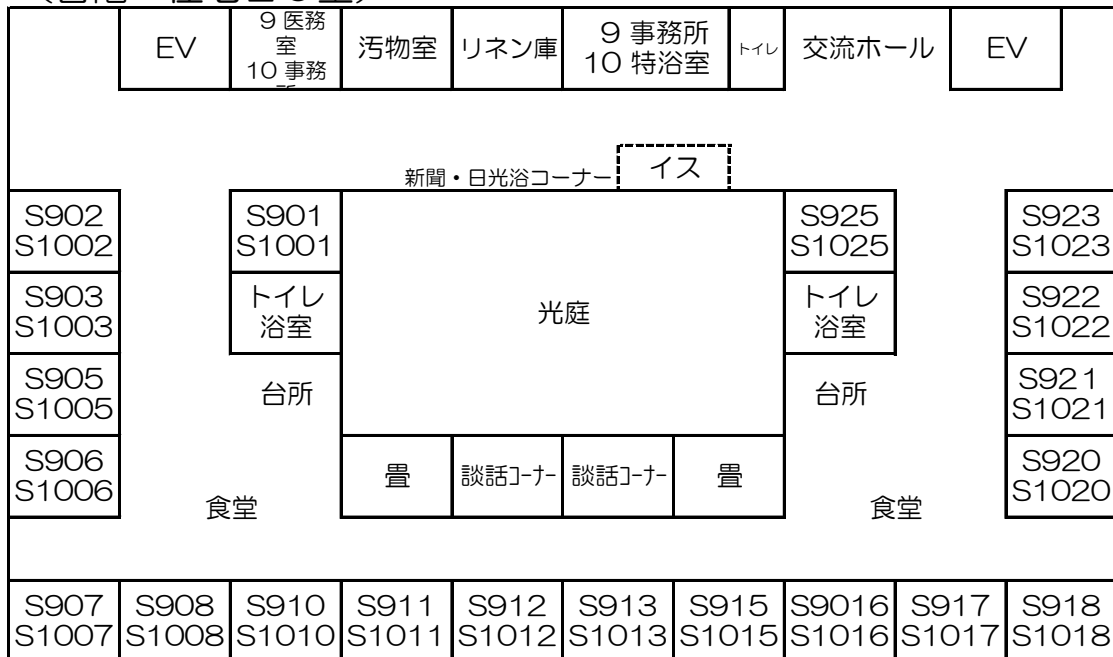 EV
9 医務
室
10 事務
汚物室
リネン庫
9 事務所
10 特浴室
トイレ
交流ホール
EV
新聞・日光浴コーナー
イス
S902
S1002
S901
S1001
S925
S1025
S923
S1023
S903
S1003
トイレ
浴室
光庭
トイレ
浴室
S922
S1022
S905
S1005
台所
台所
S921
S1021
S906
S1006
食堂
畳
談話コーナー
談話コーナー
畳
食堂
S920
S1020
S907
S1007
S908
S1008
S910
S1010
S911
S1011
S912
S1012
S913
S1013
S915
S1015
S9016
S1016
S917
S1017
S918
S1018